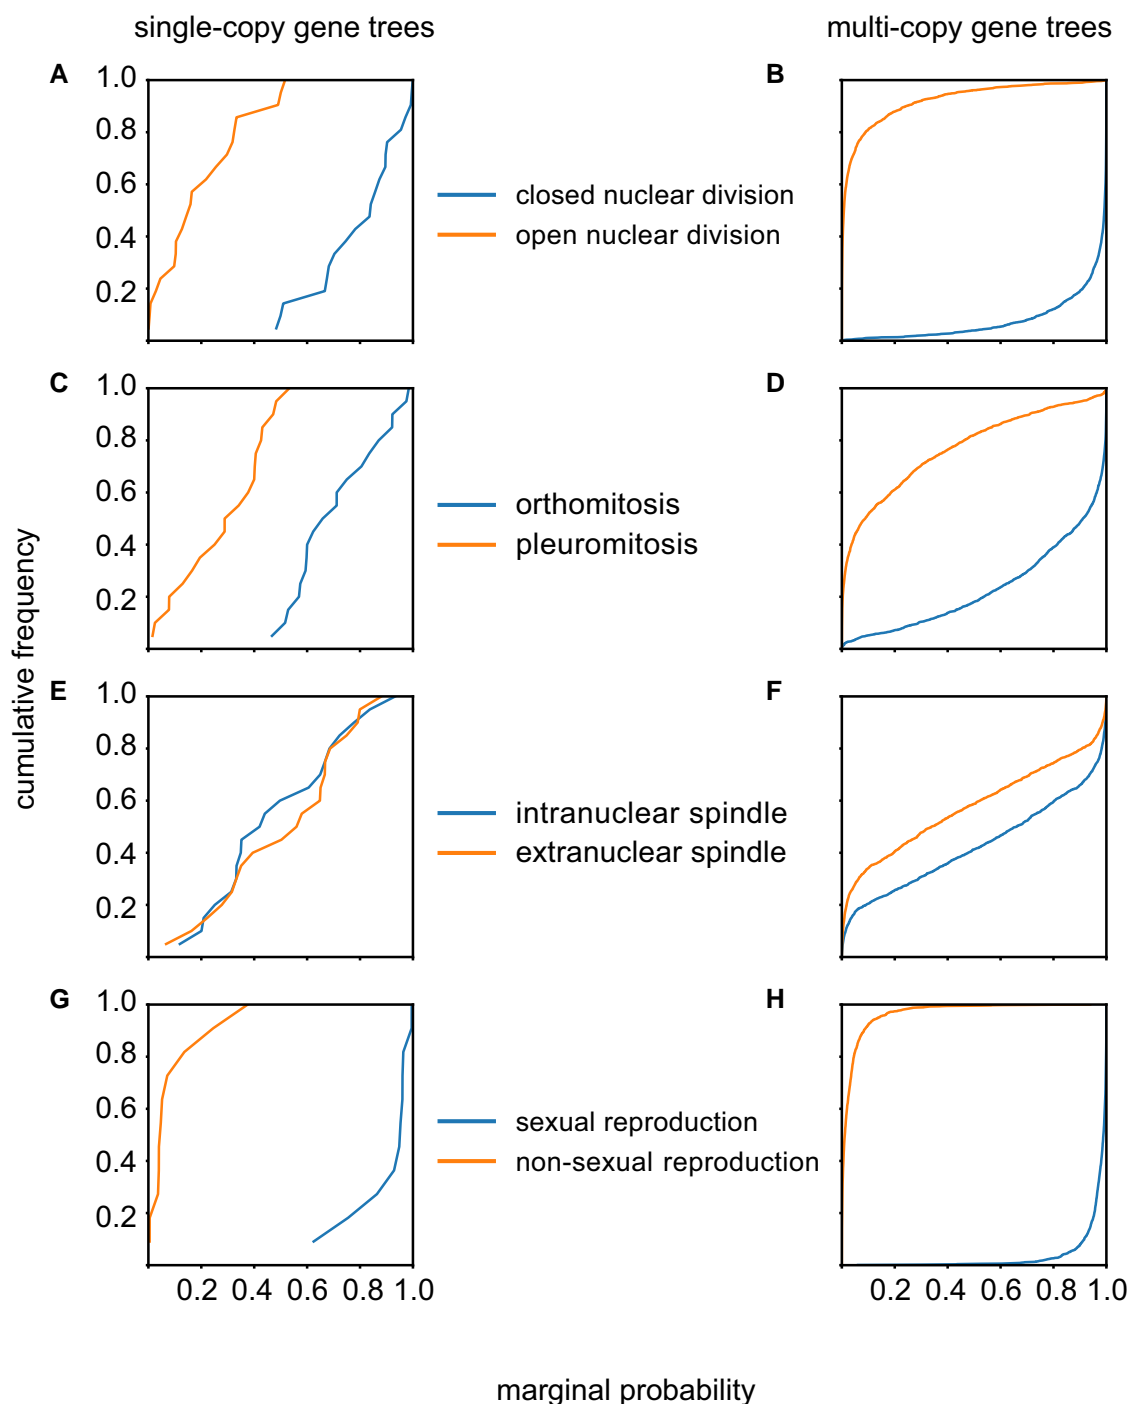 single-copy gene trees
multi-copy gene trees
A
1.0
0.8
0.6
0.4
0.2
closed nuclear division
open nuclear division
B
C
1.0
0.8
0.6
0.4
0.2
orthomitosis
pleuromitosis
D
cumulative frequency
E
1.0
0.8
0.6
0.4
0.2
intranuclear spindle
extranuclear spindle
F
G
1.0
0.8
0.6
0.4
0.2
sexual reproduction
non-sexual reproduction
H
0.2 0.4 0.6 0.8 1.0
0.2 0.4 0.6 0.8 1.0
marginal probability